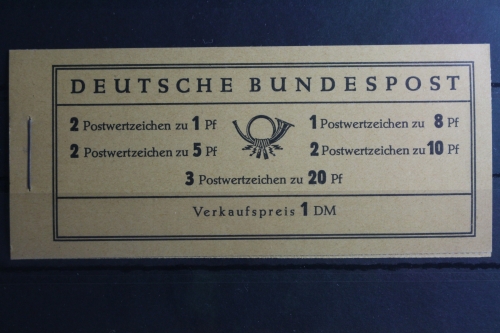 DEUTSCHE BUNDESPOST
2 Postwertzeichen zu 1 Pf
1 Postwertzeichen zu 8 Pf
2 Postwertzeichen zu 5 Pf
2 Postwertzeichen zu 10 Pf
3 Postwertzeichen zu 20 Pf
Verkaufspreis 1 DM